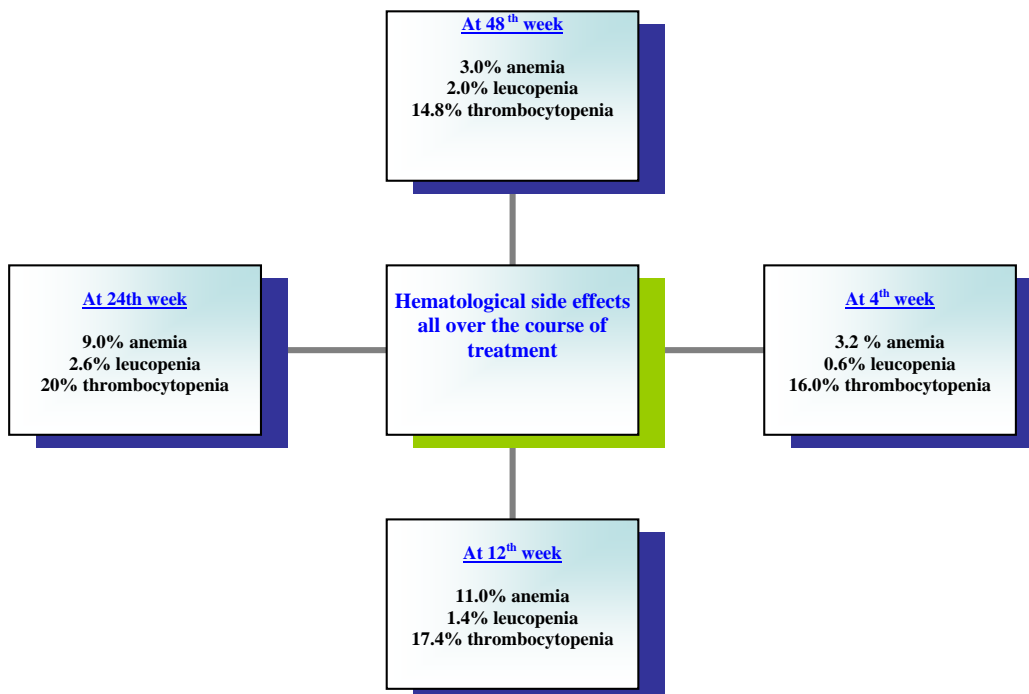 At 48th week
3.0% anemia
2.0% leucopenia
14.8% thrombocytopenia
At 24th week
9.0% anemia
2.6% leucopenia
20% thrombocytopenia
Hematological side effects
all over the course of
treatment
At 4th week
3.2 % anemia
0.6% leucopenia
16.0% thrombocytopenia
At 12th week
11.0% anemia
1.4% leucopenia
17.4% thrombocytopenia